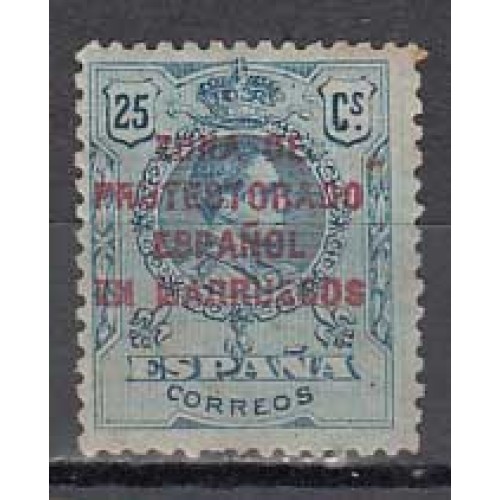 25 Cs.
ZONA DE
PROTECTORADO
ESPAÑOL
EN MARRUECOS
ESPAÑA
CORREOS